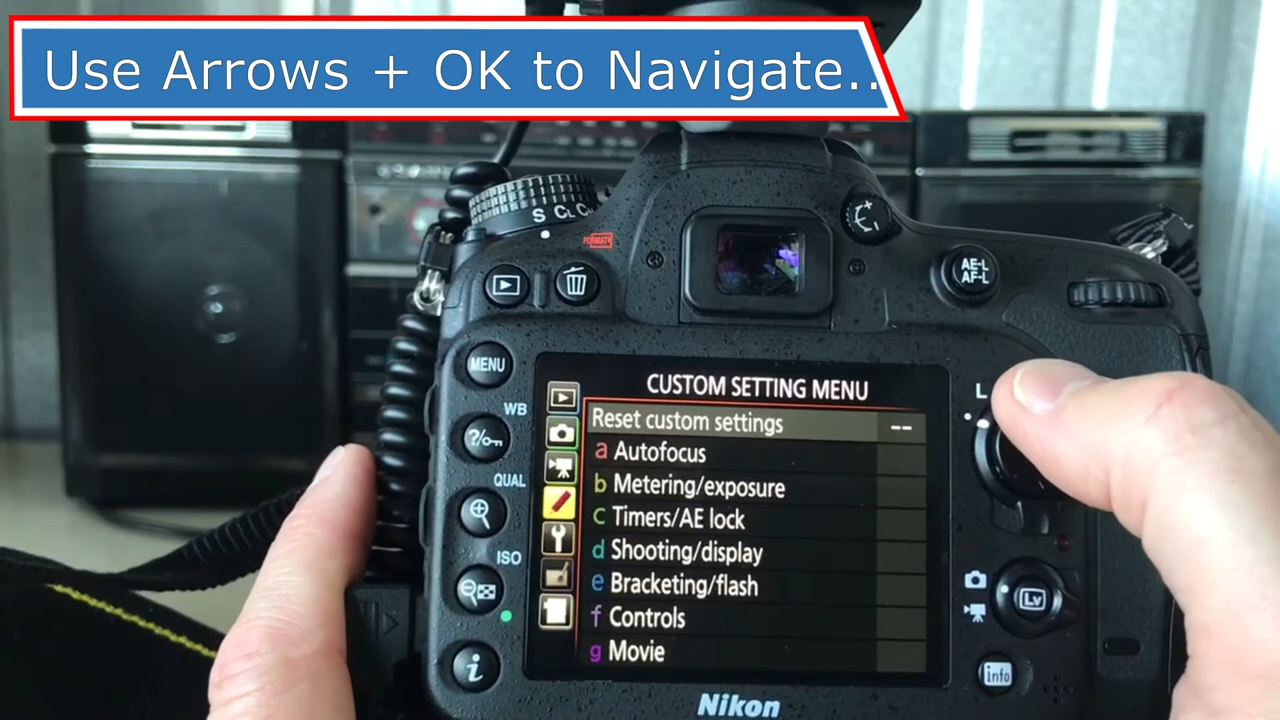 Use Arrows + OK to Navigate..
S CL
FORMAT
AE-L
AF-L
MENU
WB
QUAL
ISO
L
CUSTOM SETTING MENU
Reset custom settings --
a Autofocus
b Metering/exposure
c Timers/AE lock
d Shooting/display
e Bracketing/flash
f Controls
g Movie
?
i
Lv
info
Nikon